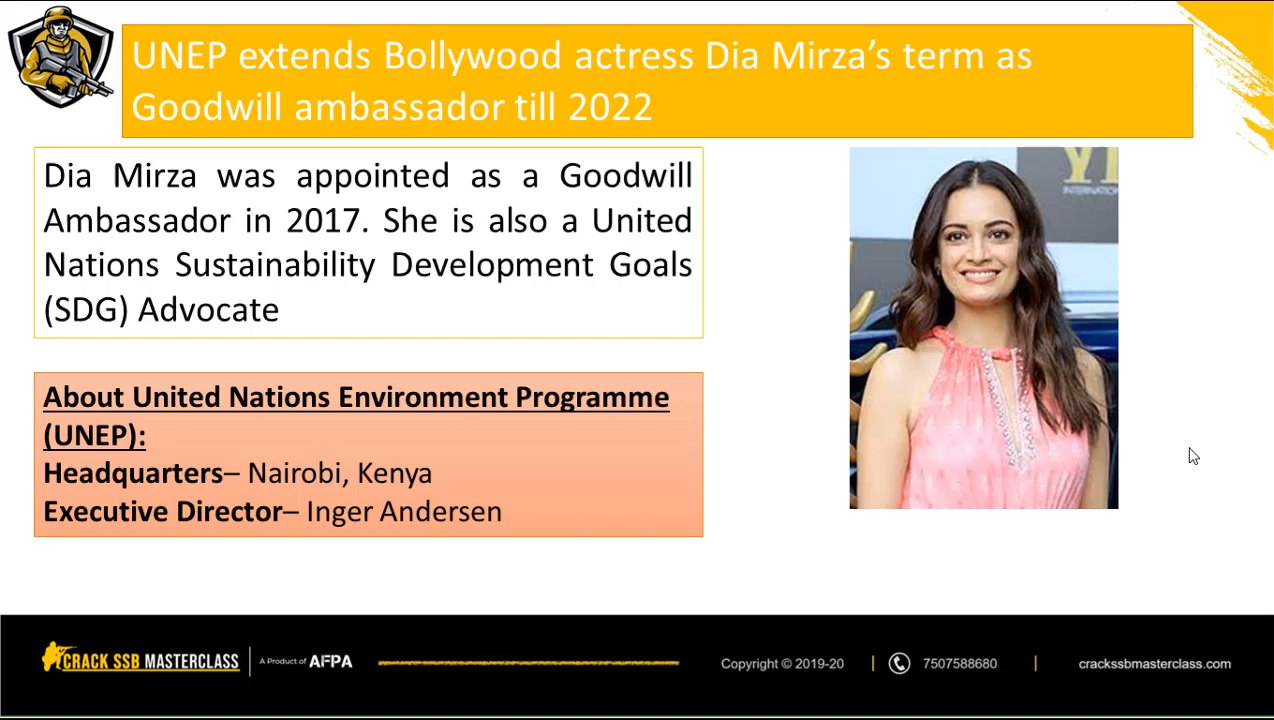 UNEP extends Bollywood actress Dia Mirza’s term as
Goodwill ambassador till 2022
Dia Mirza was appointed as a Goodwill
Ambassador in 2017. She is also a United
Nations Sustainability Development Goals
(SDG) Advocate
About United Nations Environment Programme
(UNEP):
Headquarters– Nairobi, Kenya
Executive Director– Inger Andersen
CRACK SSB MASTERCLASS
A Product of AFPA
Copyright © 2019-20
7507588680
crackssbmasterclass.com